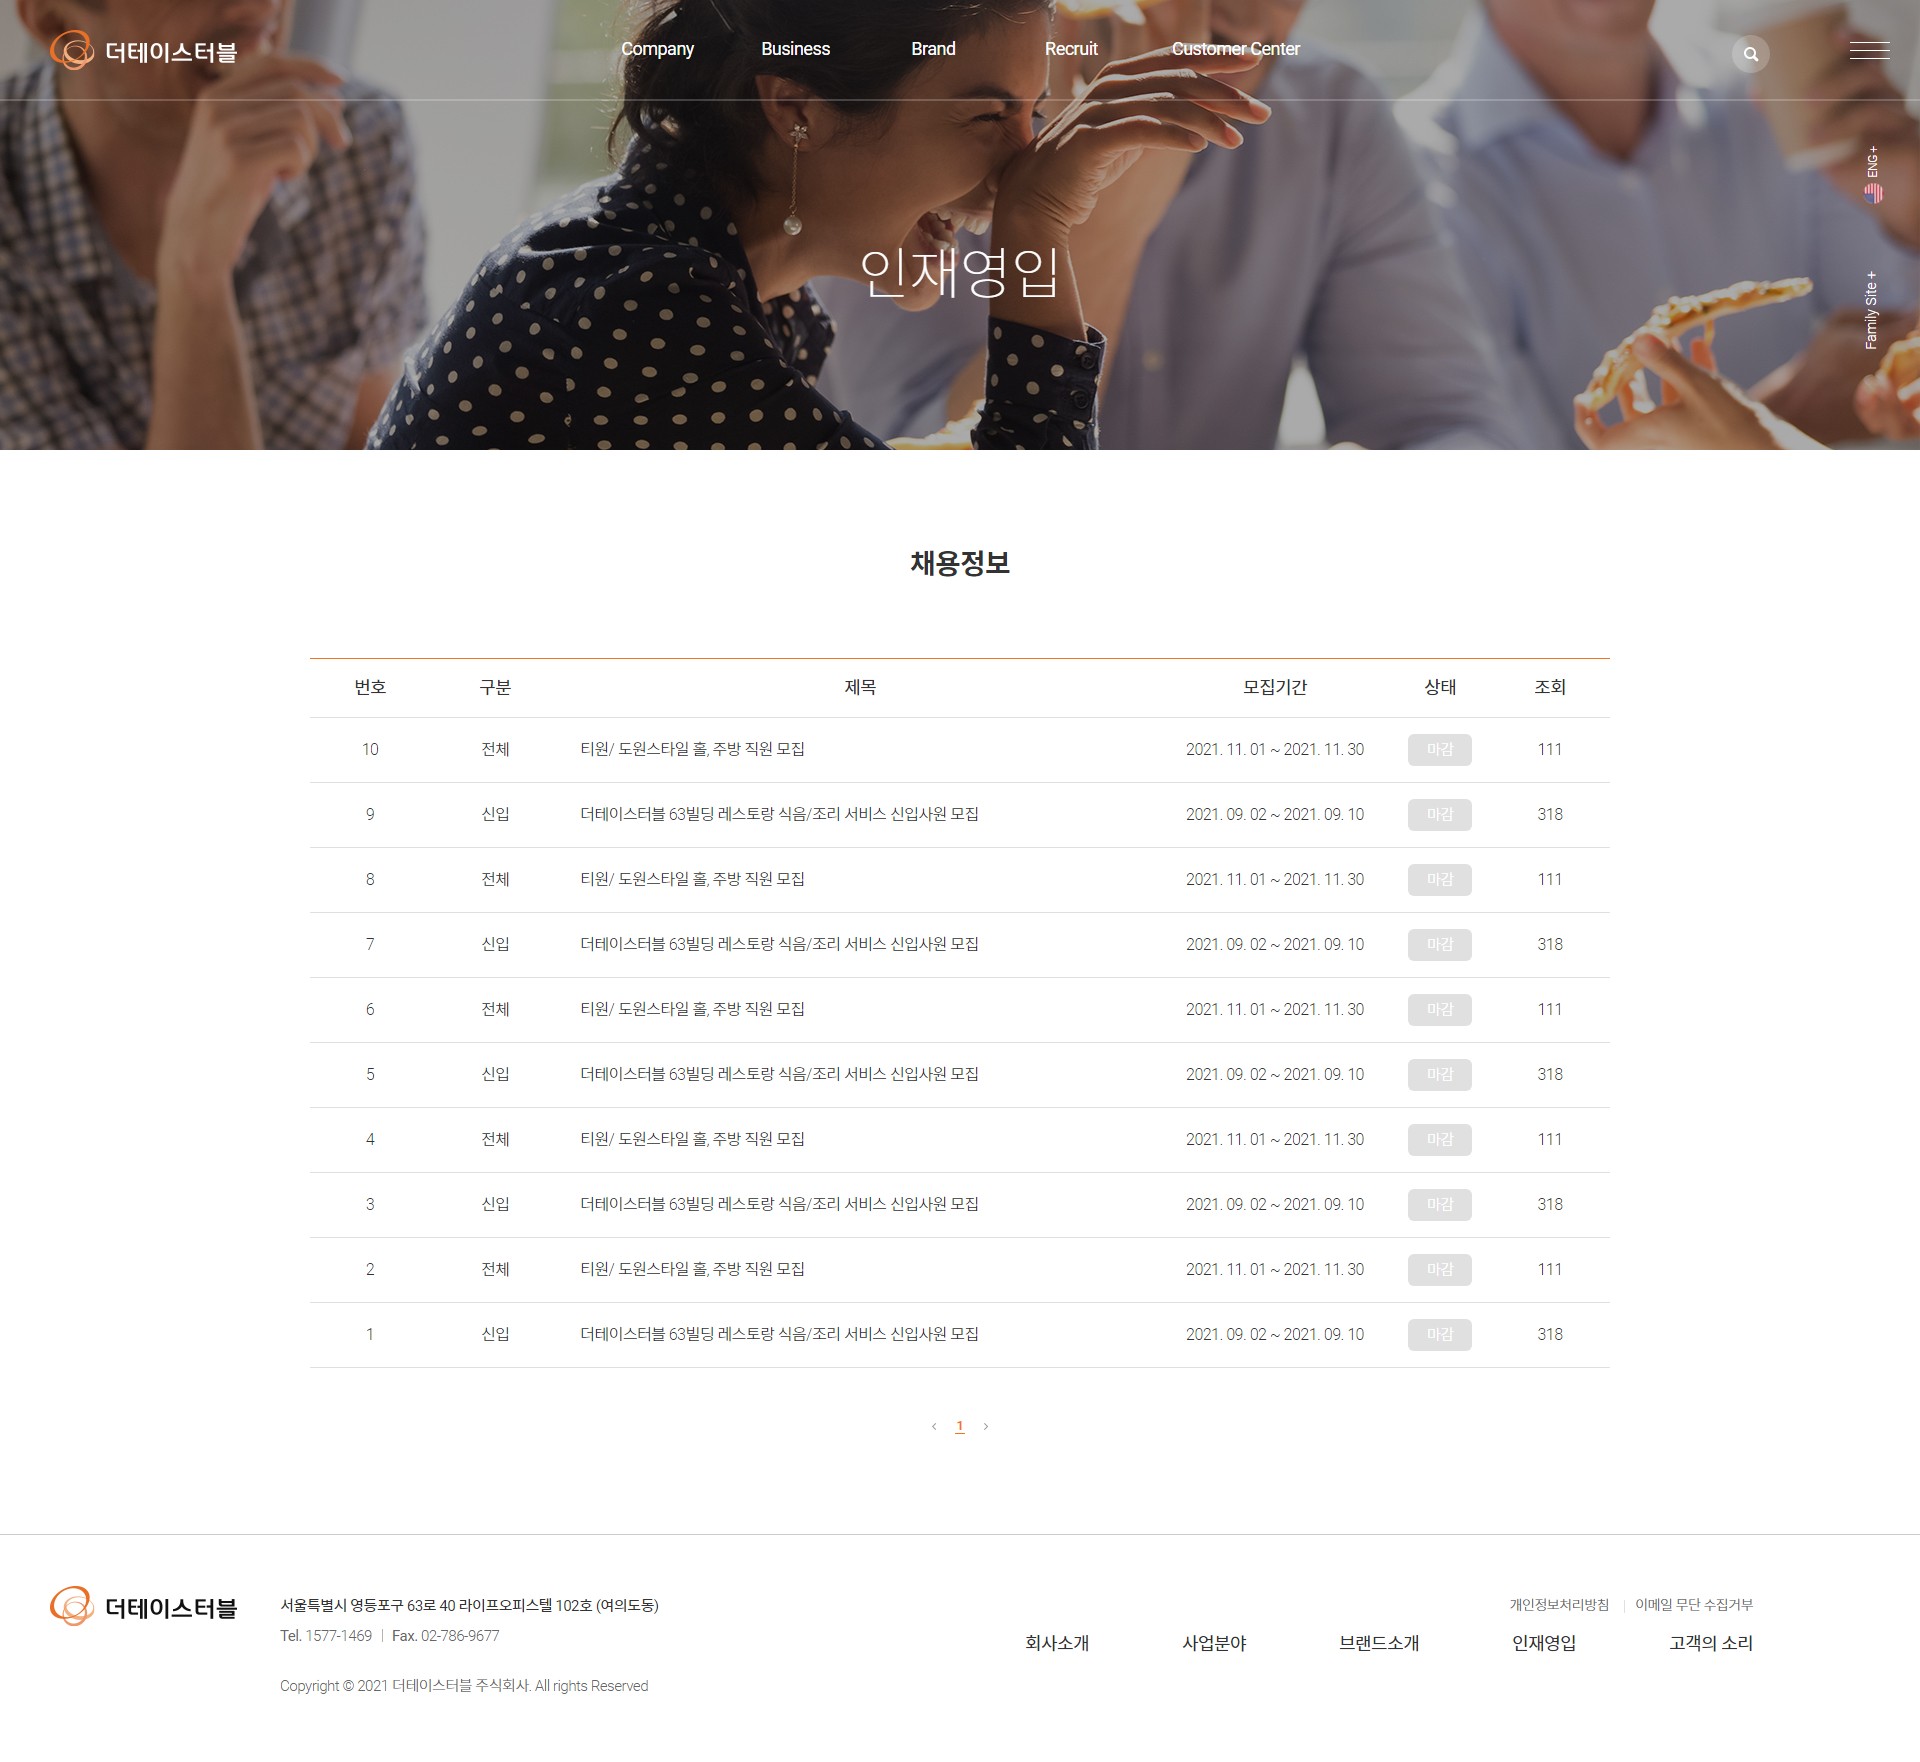 더테이스터블
Company Business Brand Recruit Customer Center
ENG+
Family Site +
인재영입
채용정보
번호 구분 제목 모집기간 상태 조회
10 전체 티원/ 도원스타일 홀, 주방 직원 모집 2021. 11. 01 ~ 2021. 11. 30 마감 111
9 신입 더테이스터블 63빌딩 레스토랑 식음/조리 서비스 신입사원 모집 2021. 09. 02 ~ 2021. 09. 10 마감 318
8 전체 티원/ 도원스타일 홀, 주방 직원 모집 2021. 11. 01 ~ 2021. 11. 30 마감 111
7 신입 더테이스터블 63빌딩 레스토랑 식음/조리 서비스 신입사원 모집 2021. 09. 02 ~ 2021. 09. 10 마감 318
6 전체 티원/ 도원스타일 홀, 주방 직원 모집 2021. 11. 01 ~ 2021. 11. 30 마감 111
5 신입 더테이스터블 63빌딩 레스토랑 식음/조리 서비스 신입사원 모집 2021. 09. 02 ~ 2021. 09. 10 마감 318
4 전체 티원/ 도원스타일 홀, 주방 직원 모집 2021. 11. 01 ~ 2021. 11. 30 마감 111
3 신입 더테이스터블 63빌딩 레스토랑 식음/조리 서비스 신입사원 모집 2021. 09. 02 ~ 2021. 09. 10 마감 318
2 전체 티원/ 도원스타일 홀, 주방 직원 모집 2021. 11. 01 ~ 2021. 11. 30 마감 111
1 신입 더테이스터블 63빌딩 레스토랑 식음/조리 서비스 신입사원 모집 2021. 09. 02 ~ 2021. 09. 10 마감 318
‹ 1 ›
더테이스터블
서울특별시 영등포구 63로 40 라이프오피스텔 102호 (여의도동)
Tel. 1577-1469 | Fax. 02-786-9677
Copyright © 2021 더테이스터블 주식회사. All rights Reserved
개인정보처리방침 | 이메일 무단 수집거부
회사소개 사업분야 브랜드소개 인재영입 고객의 소리